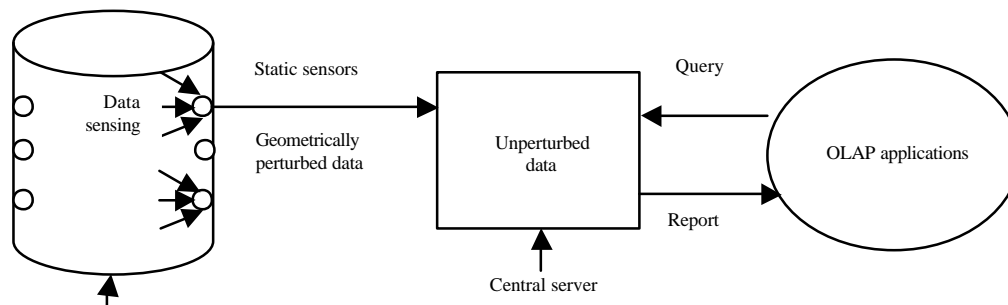 Static sensors
Query
Data
sensing
Geometrically
perturbed data
Unperturbed
data
OLAP applications
Report
Central server